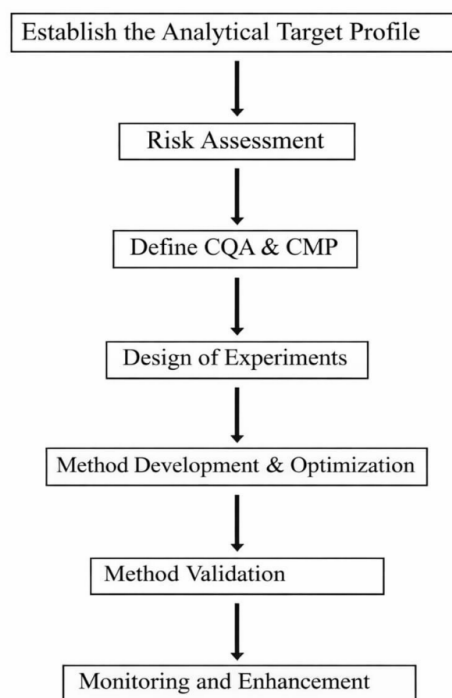 Establish the Analytical Target Profile
Risk Assessment
Define CQA & CMP
Design of Experiments
Method Development & Optimization
Method Validation
Monitoring and Enhancement